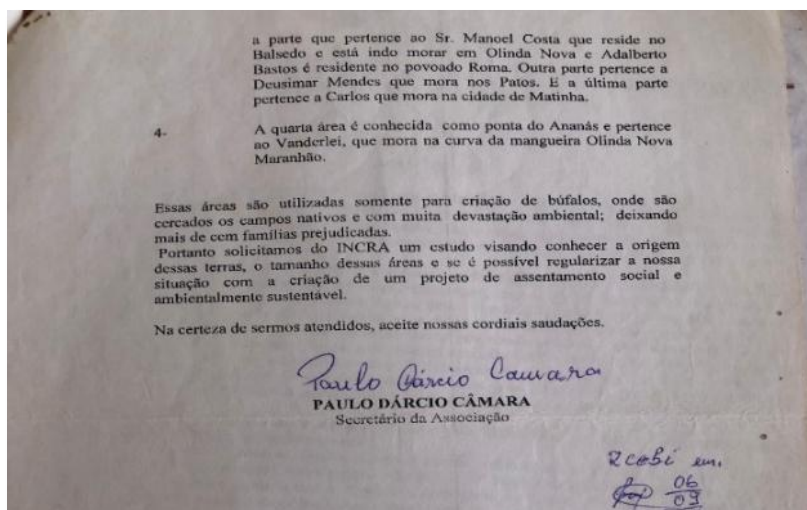 a parte que pertence ao Sr. Manoel Costa que reside no
Balsedo e está indo morar em Olinda Nova e Adalberto
Bastos é residente no povoado Roma. Outra parte pertence a
Deusimar Mendes que mora nos Patos. E a última parte
pertence a Carlos que mora na cidade de Matinha.
4- A quarta área é conhecida como ponta do Ananás e pertence
ao Vanderlei, que mora na curva da mangueira Olinda Nova
Maranhão.
Essas áreas são utilizadas somente para criação de búfalos, onde são
cercados os campos nativos e com muita devastação ambiental; deixando
mais de cem famílias prejudicadas.
Portanto solicitamos do INCRA um estudo visando conhecer a origem
dessas terras, o tamanho dessas áreas e se é possível regularizar a nossa
situação com a criação de um projeto de assentamento social e
ambientalmente sustentável.
Na certeza de sermos atendidos, aceite nossas cordiais saudações.
Paulo Dárcio Camara
PAULO DÁRCIO CÂMARA
Secretário da Associação
Rcebi em.
06
09